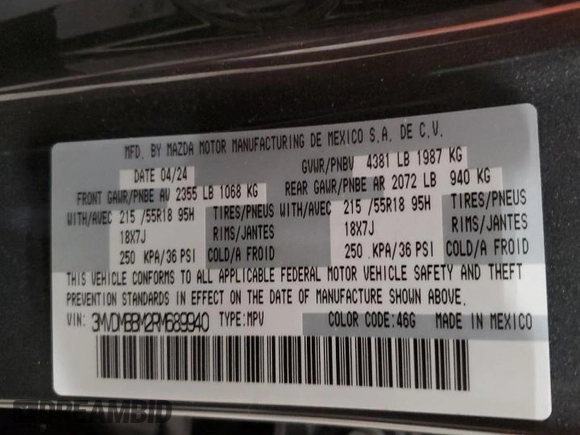 MFD. BY MAZDA MOTOR MANUFACTURING DE MEXICO S.A. DE C.V.
DATE 04/24 GVWR/PNBV 4381 LB 1987 KG
FRONT GAWR/PNBE AV 2355 LB 1068 KG REAR GAWR/PNBE AR 2072 LB 940 KG
WITH/AVEC 215 /55R18 95H TIRES/PNEUS WITH/AVEC 215 /55R18 95H TIRES/PNEUS
18X7J RIMS/JANTES 18X7J RIMS/JANTES
250 KPA/36 PSI COLD/A FROID 250 KPA/36 PSI COLD/A FROID
THIS VEHICLE CONFORMS TO ALL APPLICABLE FEDERAL MOTOR VEHICLE SAFETY AND THEFT
PREVENTION STANDARDS IN EFFECT ON THE DATE OF MANUFACTURE SHOWN ABOVE.
VIN: 3MVDMBBM2RM689940 TYPE:MPV COLOR CODE:46G MADE IN MEXICO
DREAMBID